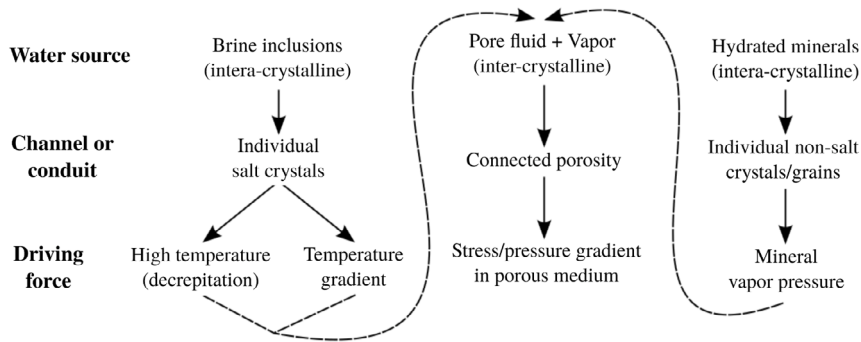 Water source
Brine inclusions
(intera-crystalline)
Pore fluid + Vapor
(inter-crystalline)
Hydrated minerals
(intera-crystalline)
Channel or
conduit
Individual
salt crystals
Connected porosity
Individual non-salt
crystals/grains
Driving
force
High temperature
(decrepitation)
Temperature
gradient
Stress/pressure gradient
in porous medium
Mineral
vapor pressure